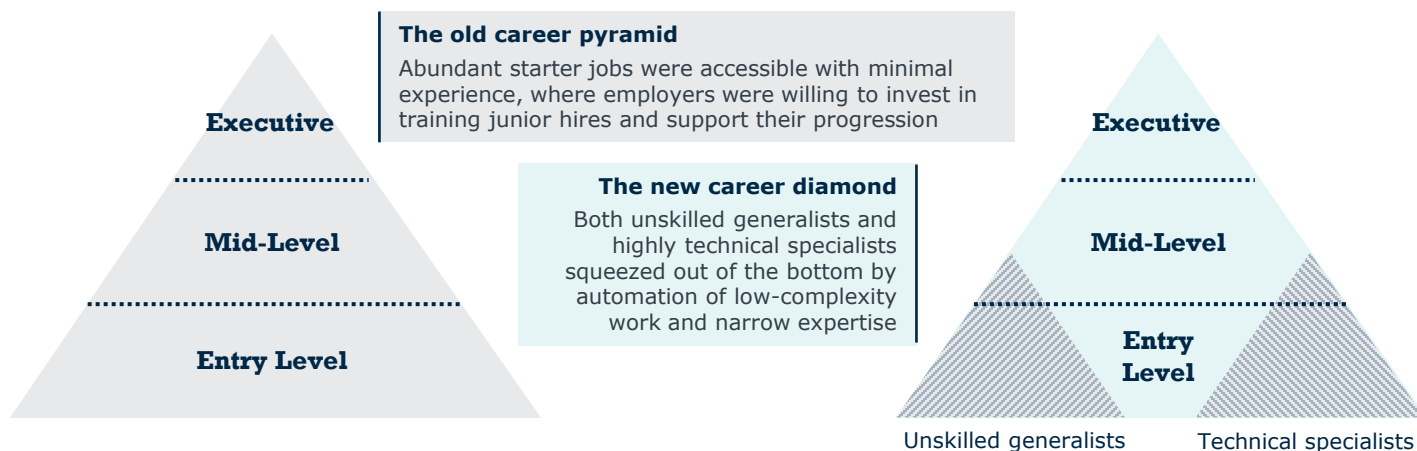 The old career pyramid
Abundant starter jobs were accessible with minimal
experience, where employers were willing to invest in
training junior hires and support their progression
Executive
Mid-Level
Entry Level
The new career diamond
Both unskilled generalists and
highly technical specialists
squeezed out of the bottom by
automation of low-complexity
work and narrow expertise
Executive
Mid-Level
Entry
Level
Unskilled generalists
Technical specialists